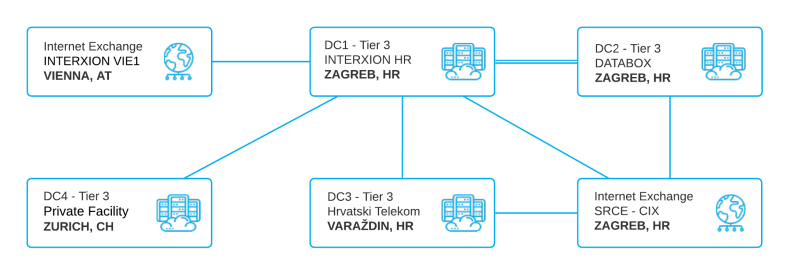 Internet Exchange
INTERXION VIE1
VIENNA, AT
DC1 - Tier 3
INTERXION HR
ZAGREB, HR
DC2 - Tier 3
DATABOX
ZAGREB, HR
DC4 - Tier 3
Private Facility
ZURICH, CH
DC3 - Tier 3
Hrvatski Telekom
VARAŽDIN, HR
Internet Exchange
SRCE - CIX
ZAGREB, HR